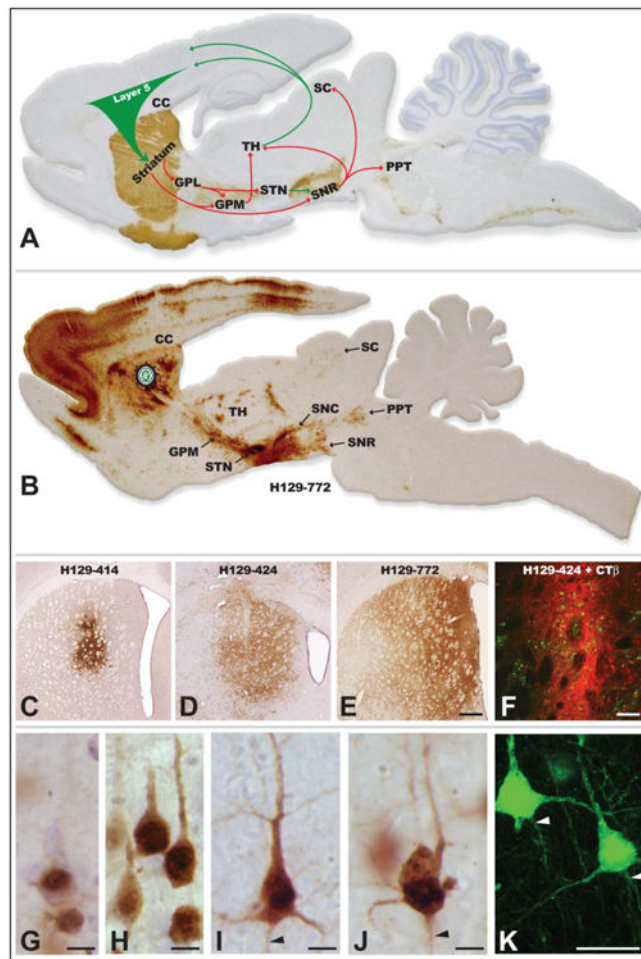 Layer 5
CC
SC
Striatum
TH
GPL
STN
PPT
GPM
SNR
A
CC
SC
TH
SNC
PPT
GPM
SNR
STN
B
H129-772
H129-414
H129-424
H129-772
H129-424 + CTβ
C
D
E
F
G
H
I
J
K